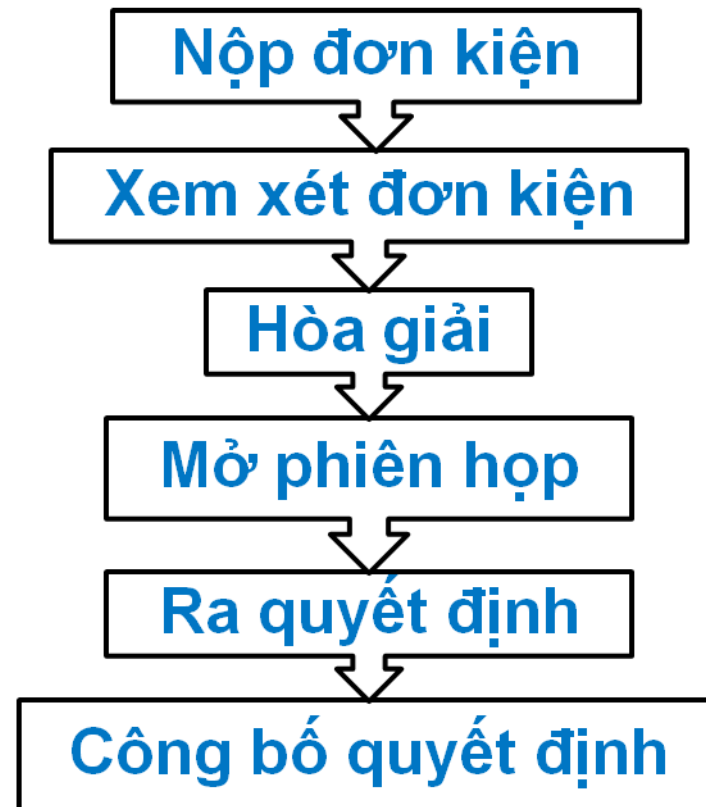 Nộp đơn kiện
Xem xét đơn kiện
Hòa giải
Mở phiên họp
Ra quyết định
Công bố quyết định